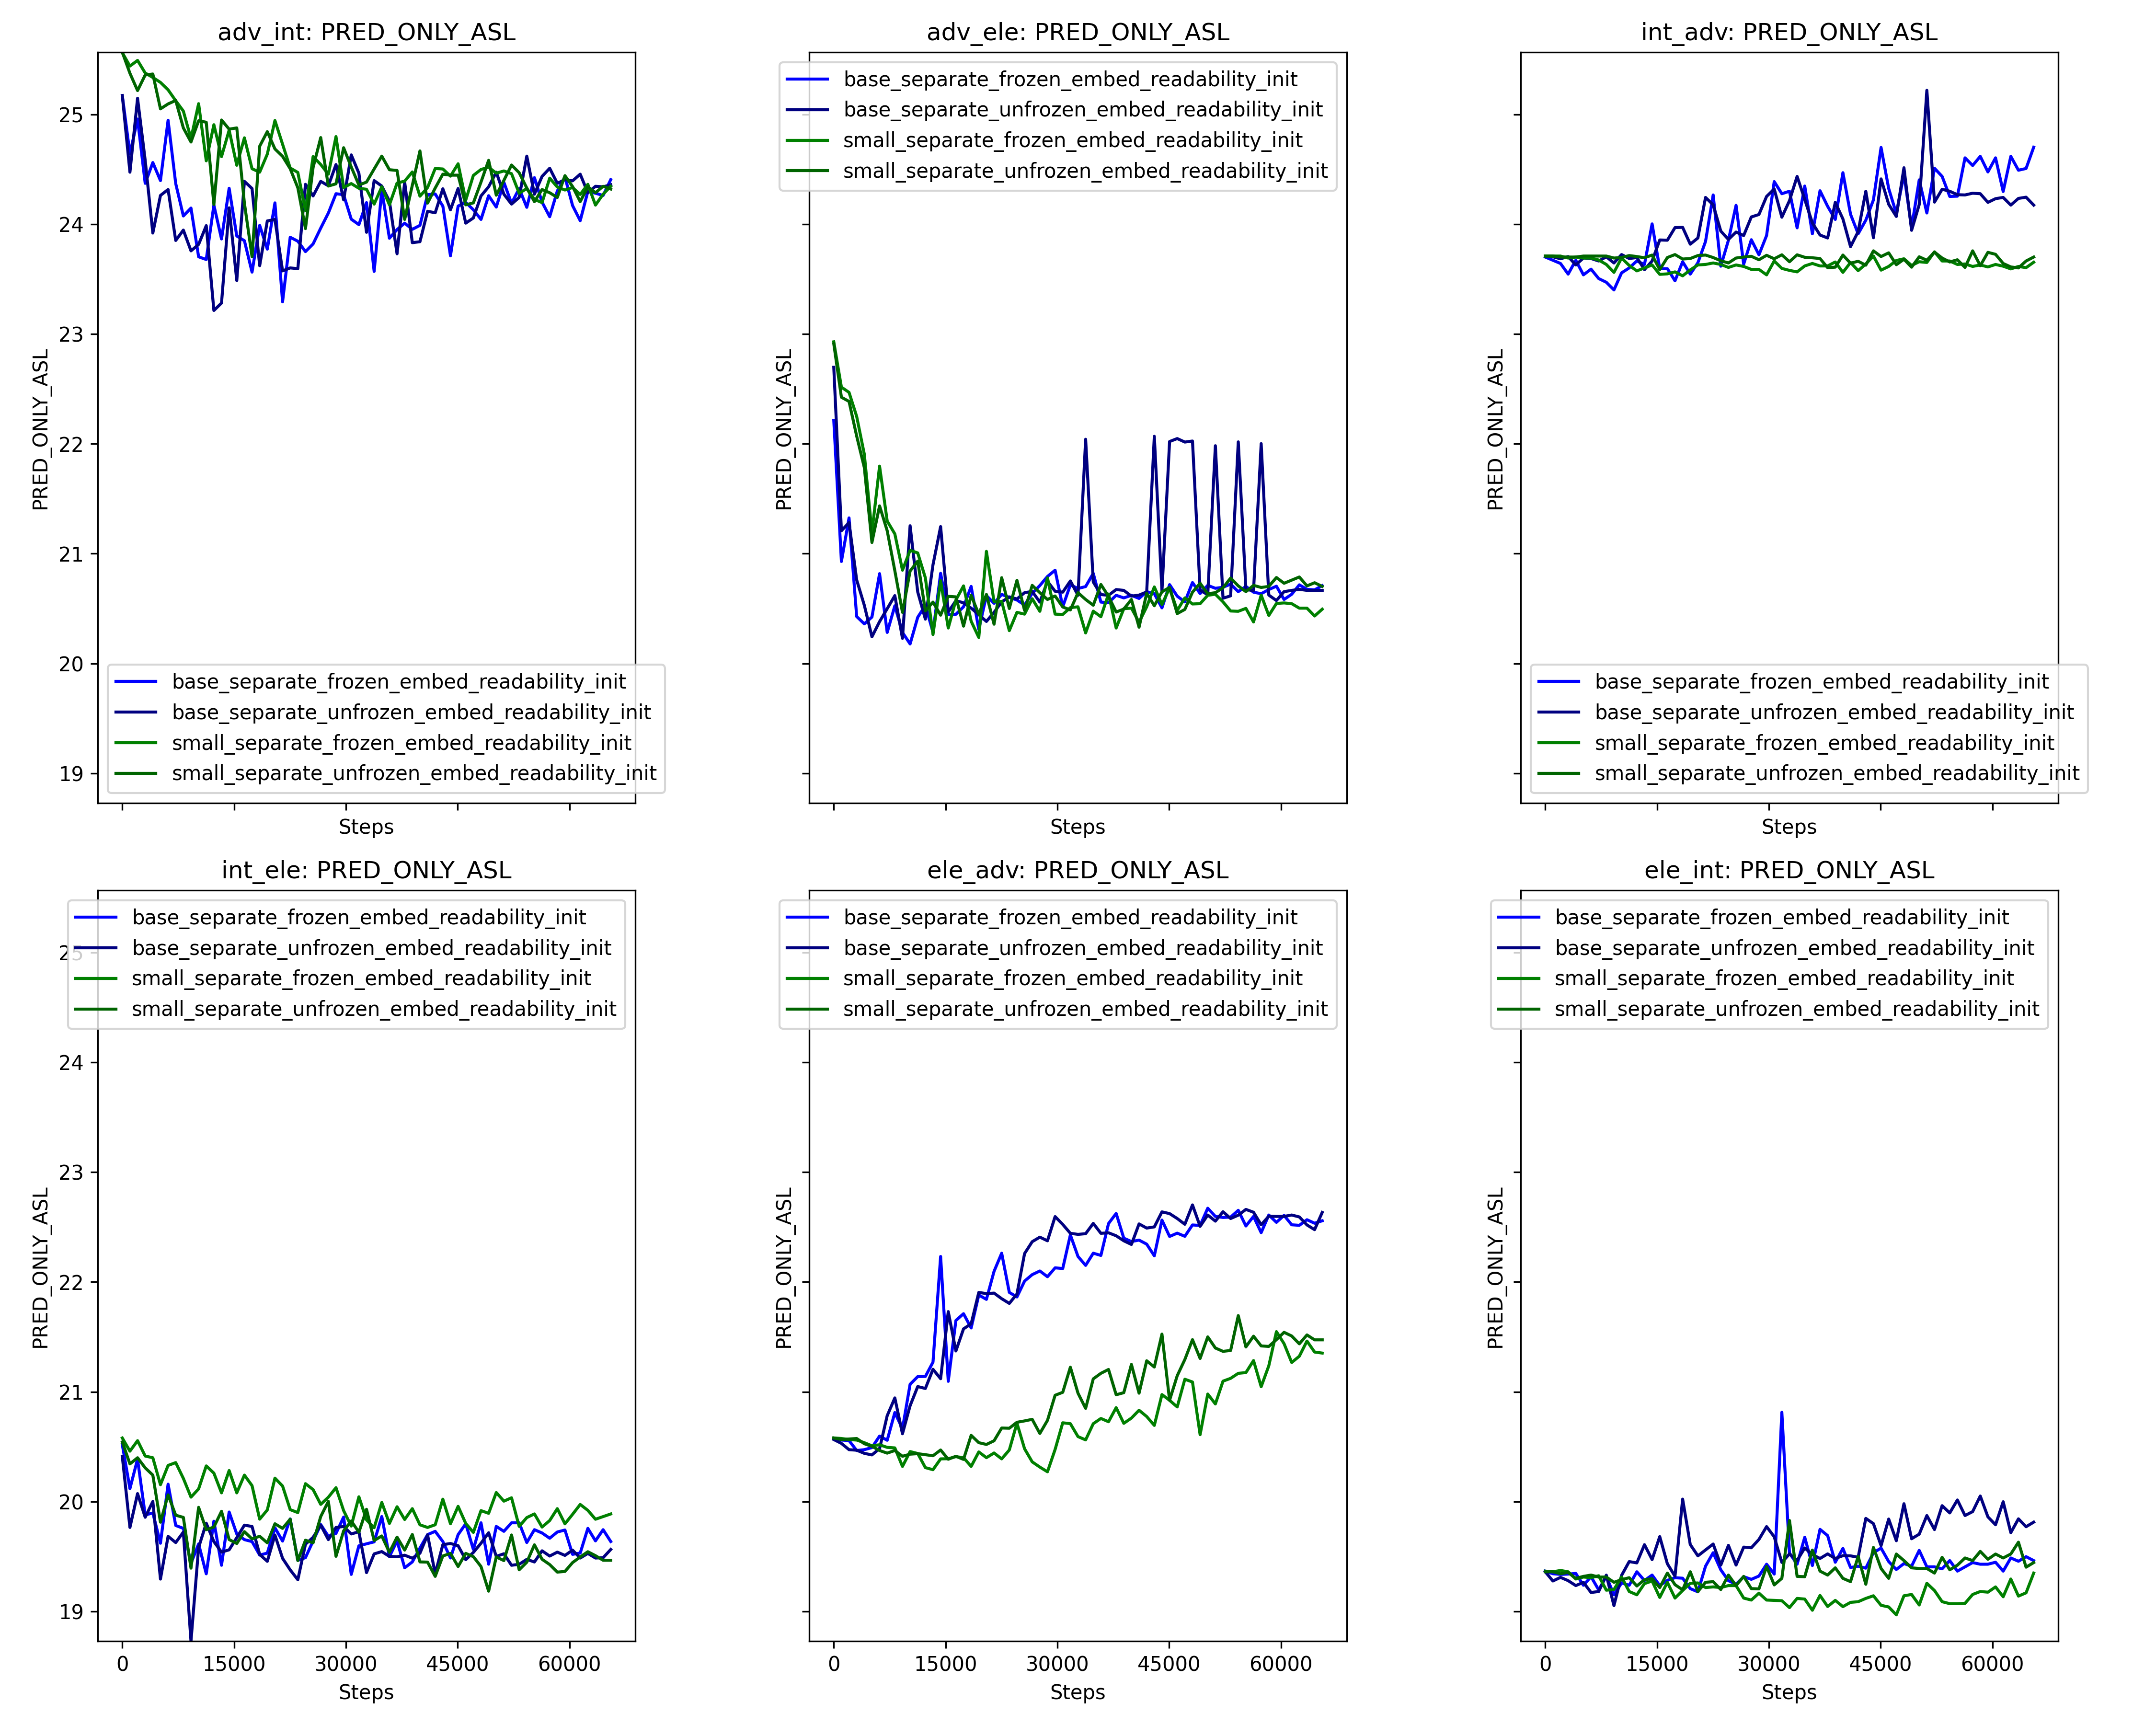 adv_int: PRED_ONLY_ASL
PRED_ONLY_ASL
25
24
23
22
21
20
19
base_separate_frozen_embed_readability_init
base_separate_unfrozen_embed_readability_init
small_separate_frozen_embed_readability_init
small_separate_unfrozen_embed_readability_init
Steps
adv_ele: PRED_ONLY_ASL
PRED_ONLY_ASL
base_separate_frozen_embed_readability_init
base_separate_unfrozen_embed_readability_init
small_separate_frozen_embed_readability_init
small_separate_unfrozen_embed_readability_init
Steps
int_adv: PRED_ONLY_ASL
PRED_ONLY_ASL
base_separate_frozen_embed_readability_init
base_separate_unfrozen_embed_readability_init
small_separate_frozen_embed_readability_init
small_separate_unfrozen_embed_readability_init
Steps
int_ele: PRED_ONLY_ASL
PRED_ONLY_ASL
base_separate_frozen_embed_readability_init
base_separate_unfrozen_embed_readability_init
small_separate_frozen_embed_readability_init
small_separate_unfrozen_embed_readability_init
25
24
23
22
21
20
19
0 15000 30000 45000 60000
Steps
ele_adv: PRED_ONLY_ASL
PRED_ONLY_ASL
base_separate_frozen_embed_readability_init
base_separate_unfrozen_embed_readability_init
small_separate_frozen_embed_readability_init
small_separate_unfrozen_embed_readability_init
0 15000 30000 45000 60000
Steps
ele_int: PRED_ONLY_ASL
PRED_ONLY_ASL
base_separate_frozen_embed_readability_init
base_separate_unfrozen_embed_readability_init
small_separate_frozen_embed_readability_init
small_separate_unfrozen_embed_readability_init
0 15000 30000 45000 60000
Steps